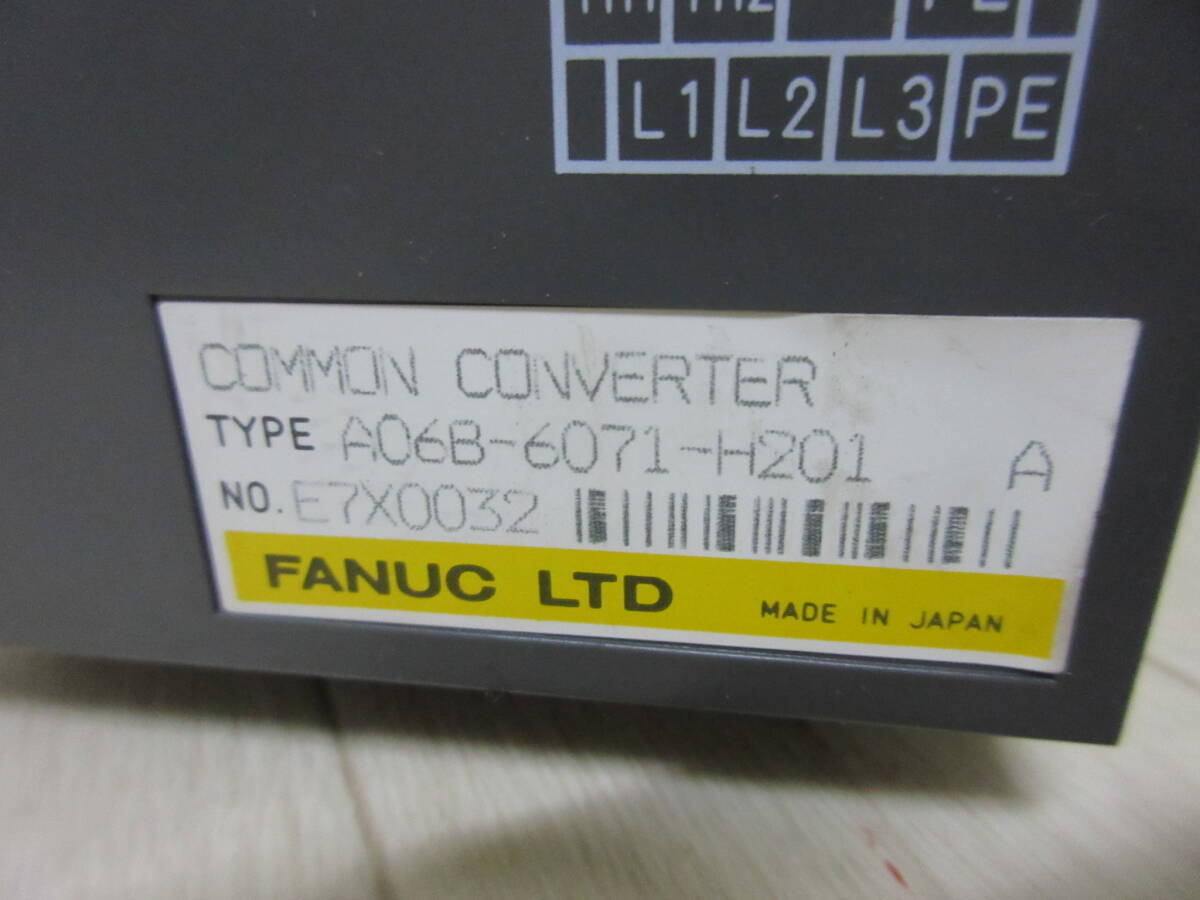 L1 L2 L3 PE
COMMON CONVERTER
TYPE A06B-6071-H201 A
NO. E7X0032
FANUC LTD MADE IN JAPAN